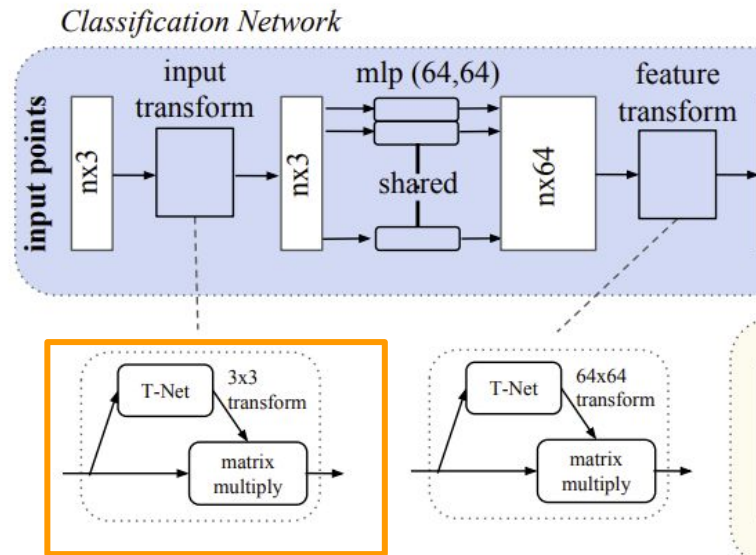 Classification Network
input points
nx3
input
transform
nx3
mlp (64,64)
shared
nx64
feature
transform
T-Net
3x3
transform
matrix
multiply
T-Net
64x64
transform
matrix
multiply